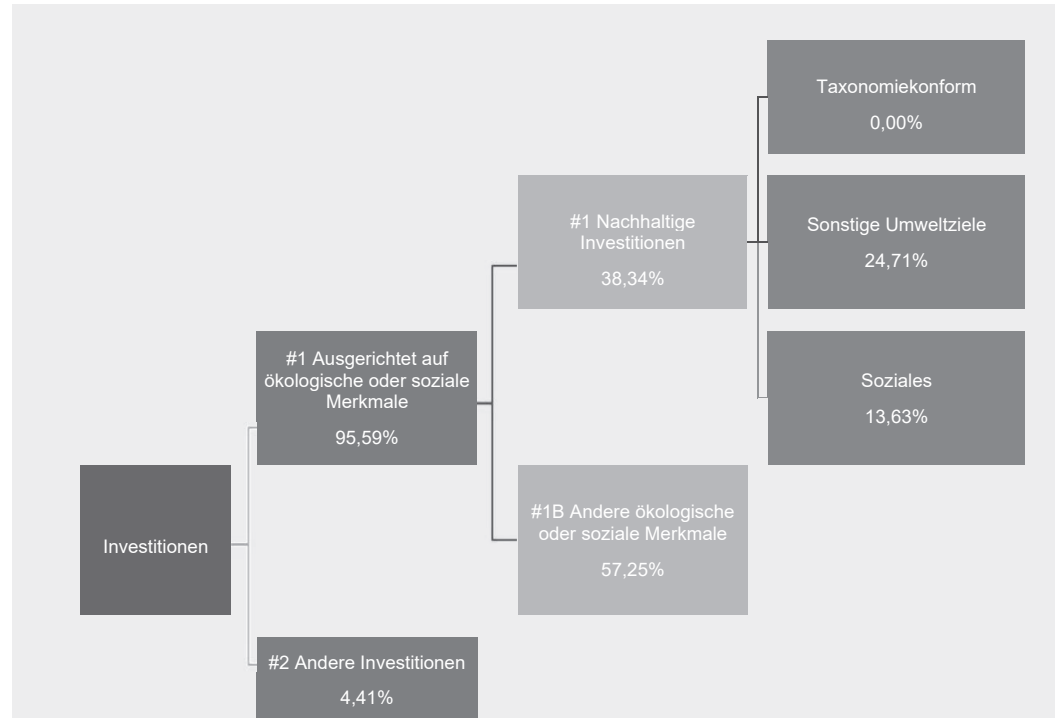 Taxonomiekonform
0,00%
#1 Nachhaltige
Investitionen
38,34%
Sonstige Umweltziele
24,71%
#1 Ausgerichtet auf
ökologische oder soziale
Merkmale
95,59%
Soziales
13,63%
Investitionen
#1B Andere ökologische
oder soziale Merkmale
57,25%
#2 Andere Investitionen
4,41%